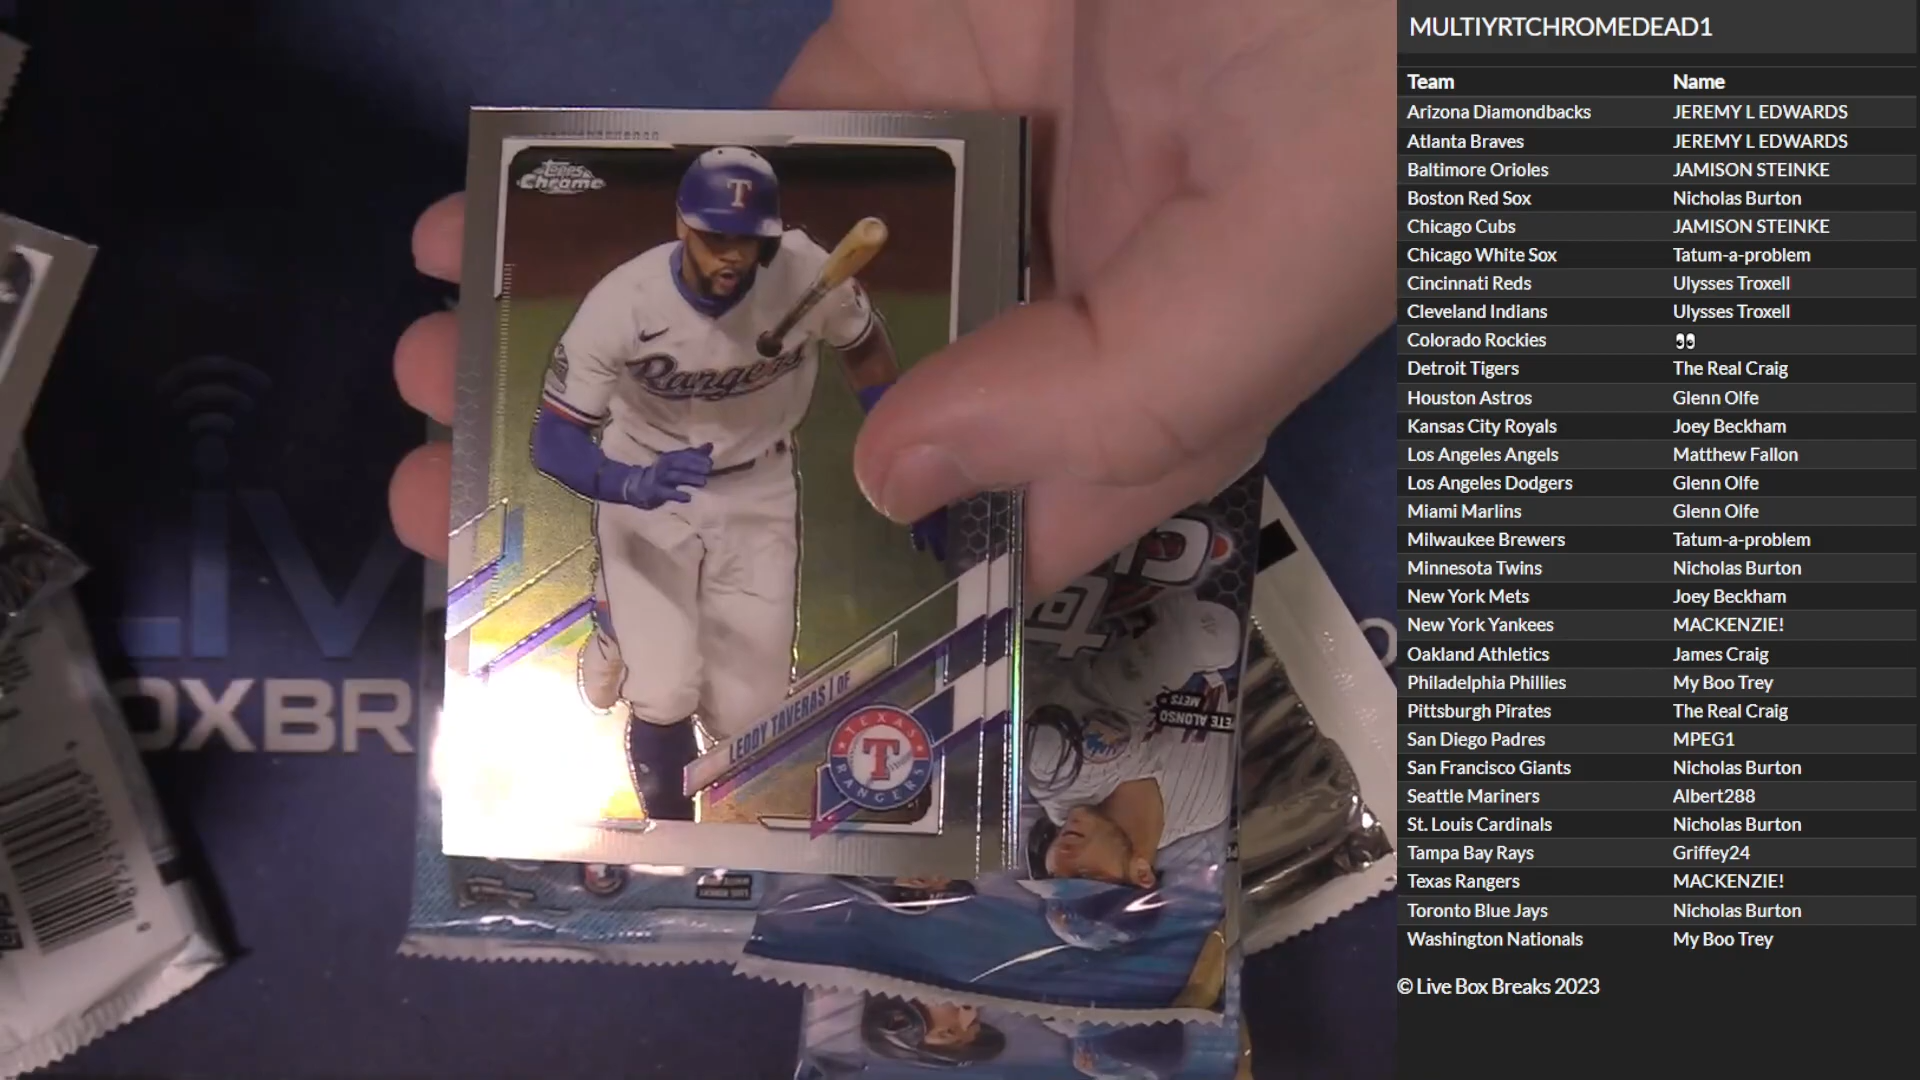 Topps
Chrome
T
Rangers
LEODY TAVERAS | OF
TEXAS
T
RANGERS
LIV
OXBR
PETE ALONSO
METS
MULTIYRTCHROMEDEAD1
Team Name
Arizona Diamondbacks JEREMY L EDWARDS
Atlanta Braves JEREMY L EDWARDS
Baltimore Orioles JAMISON STEINKE
Boston Red Sox Nicholas Burton
Chicago Cubs JAMISON STEINKE
Chicago White Sox Tatum-a-problem
Cincinnati Reds Ulysses Troxell
Cleveland Indians Ulysses Troxell
Colorado Rockies 👀
Detroit Tigers The Real Craig
Houston Astros Glenn Olfe
Kansas City Royals Joey Beckham
Los Angeles Angels Matthew Fallon
Los Angeles Dodgers Glenn Olfe
Miami Marlins Glenn Olfe
Milwaukee Brewers Tatum-a-problem
Minnesota Twins Nicholas Burton
New York Mets Joey Beckham
New York Yankees MACKENZIE!
Oakland Athletics James Craig
Philadelphia Phillies My Boo Trey
Pittsburgh Pirates The Real Craig
San Diego Padres MPEG1
San Francisco Giants Nicholas Burton
Seattle Mariners Albert288
St. Louis Cardinals Nicholas Burton
Tampa Bay Rays Griffey24
Texas Rangers MACKENZIE!
Toronto Blue Jays Nicholas Burton
Washington Nationals My Boo Trey
© Live Box Breaks 2023